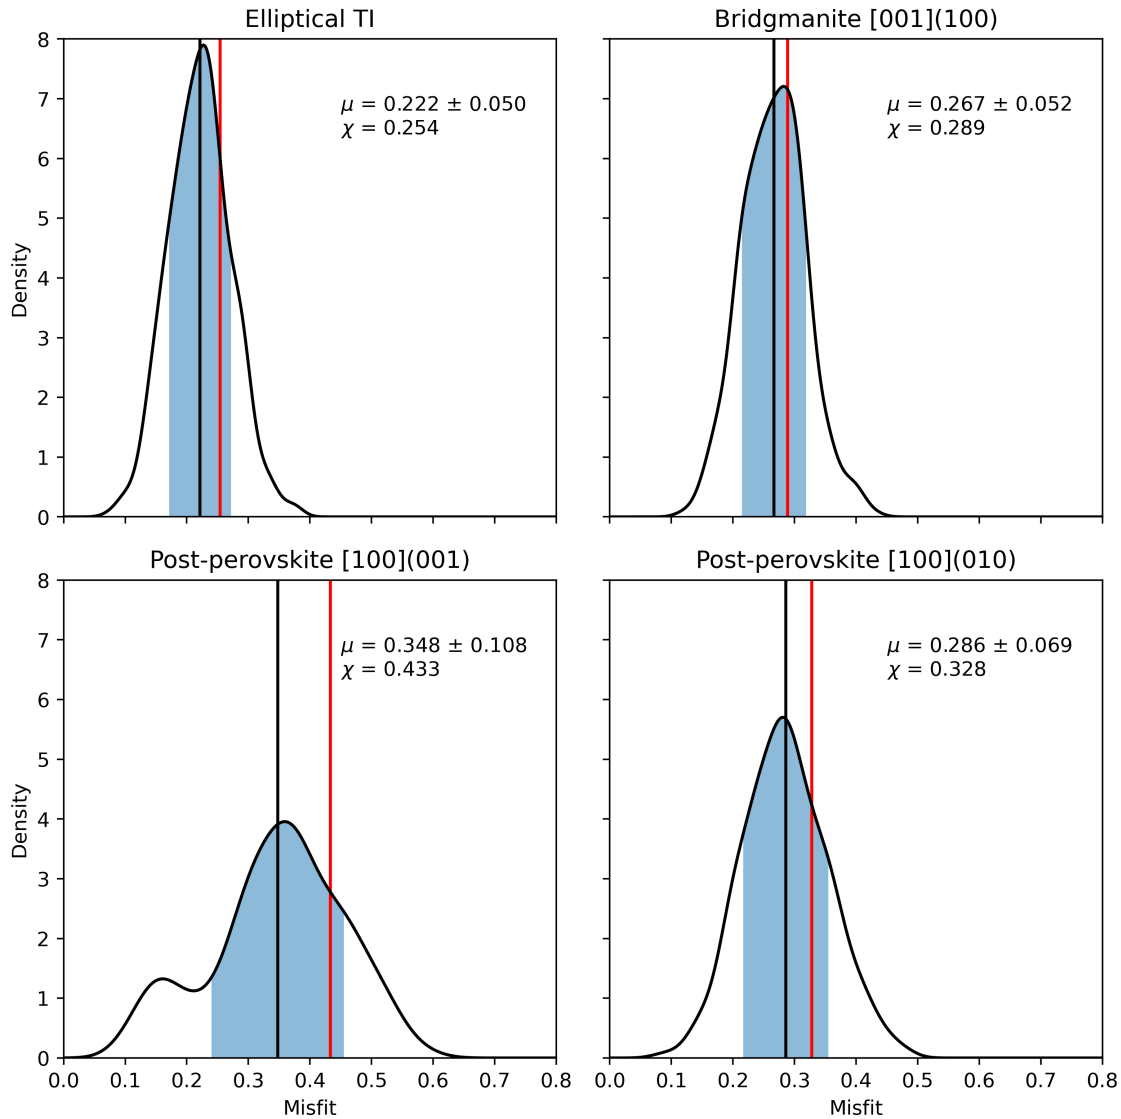 Elliptical TI
8
7
6
5
4
3
2
1
0
Density
μ = 0.222 ± 0.050
χ = 0.254
Bridgmanite [001](100)
μ = 0.267 ± 0.052
χ = 0.289
Post-perovskite [100](001)
8
7
6
5
4
3
2
1
0
Density
μ = 0.348 ± 0.108
χ = 0.433
0.0 0.1 0.2 0.3 0.4 0.5 0.6 0.7 0.8
Misfit
Post-perovskite [100](010)
μ = 0.286 ± 0.069
χ = 0.328
0.0 0.1 0.2 0.3 0.4 0.5 0.6 0.7 0.8
Misfit